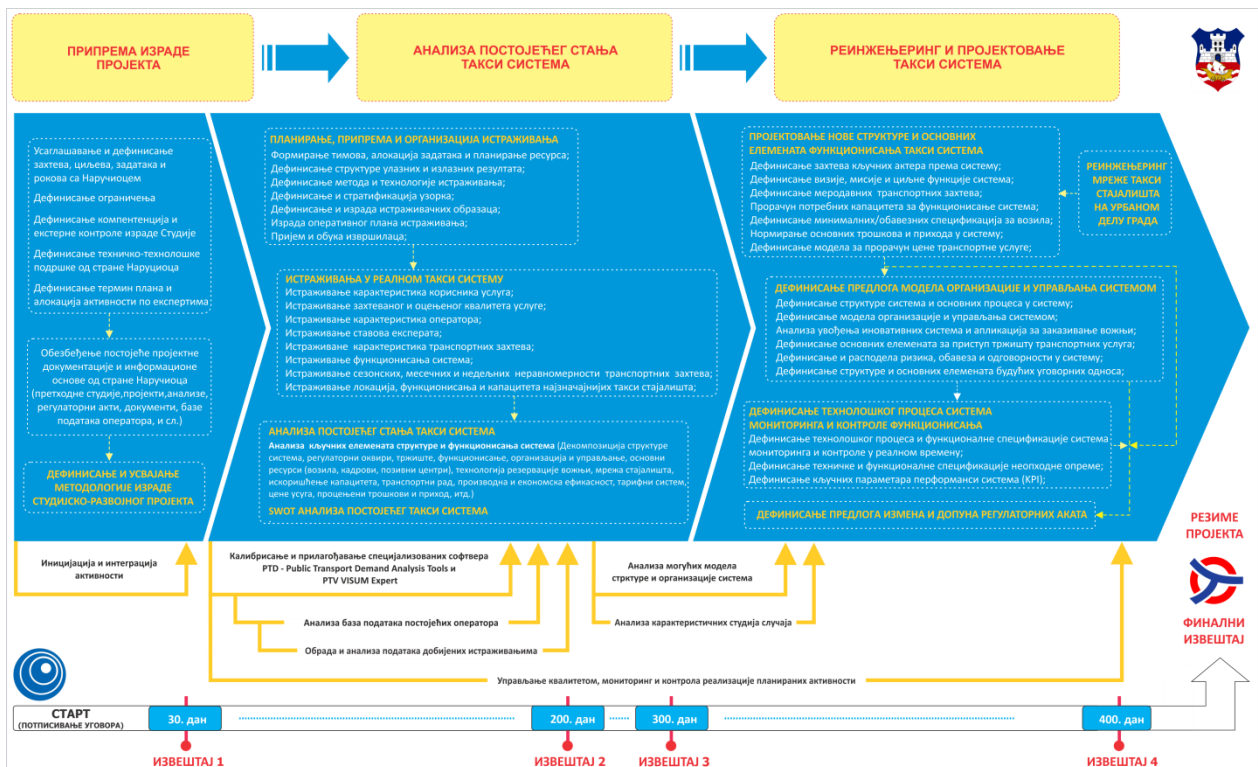 ПРИПРЕМА ИЗРАДЕ
ПРОЈЕКТА
АНАЛИЗА ПОСТОЈЕЋЕГ СТАЊА
ТАКСИ СИСТЕМА
РЕИНЖЕЊЕРИНГ И ПРОЈЕКТОВАЊЕ
ТАКСИ СИСТЕМА
Усаглашавање и дефинисање
захтева, циљева, задатака и
рокова са Наручиоцем
Дефинисање ограничења
Дефинисање компентенција и
екстерне контроле израде Студије
Дефинисање техничко-технолошке
подршке од стране Наруциоца
Дефинисање термин плана и
алокација активности по експертима
Обезбеђење постојеће пројектне
документације и информационе
основе од стране Наручиоца
(претходне студије,пројекти,анализе,
регулаторни акти, документи, базе
података оператора, и сл.)
ДЕФИНИСАЊЕ И УСВАЈАЊЕ
МЕТОДОЛОГИЈЕ ИЗРАДЕ
СТУДИЈСКО-РАЗВОЈНОГ ПРОЈЕКТА
ПЛАНИРАЊЕ, ПРИПРЕМА И ОРГАНИЗАЦИЈА ИСТРАЖИВАЊА
Формирање тимова, алокација задатака и планирање ресурса;
Дефинисање структуре улазних и излазних резултата;
Дефинисање метода и технологије истраживања;
Дефинисање и стратификација узорка;
Дефинисање и израда истраживачких образаца;
Израда оперативног плана истраживања;
Пријем и обука извршилаца;
ИСТРАЖИВАЊА У РЕАЛНОМ ТАКСИ СИСТЕМУ
Истраживање карактеристика корисника услуга;
Истраживање захтеваног и оцењеног квалитета услуге;
Истраживање карактеристика оператора;
Истраживање ставова експерата;
Истраживане карактеристика транспортних захтева;
Истраживање функционисања система;
Истраживање сезонских, месечних и недељних неравномерности транспортних захтева;
Истраживање локација, функционисања и капацитета најзначајнијих такси стајалишта;
АНАЛИЗА ПОСТОЈЕЋЕГ СТАЊА ТАКСИ СИСТЕМА
Анализа кључних елемената структуре и функционисања система (Декомпозиција структуре
система, регулаторни оквири, тржиште, функционисање, организација и управљање, основни
ресурси (возила, кадрови, позивни центри), технологија резервације вожњи, мрежа стајалишта,
искоришћење капацитета, транспортни рад, производна и економска ефикасност, тарифни систем,
цене усуга, процењени трошкови и приход, итд.)
SWOT АНАЛИЗА ПОСТОЈЕЋЕГ ТАКСИ СИСТЕМА
ПРОЈЕКТОВАЊЕ НОВЕ СТРУКТУРЕ И ОСНОВНИХ
ЕЛЕМЕНАТА ФУНКЦИОНИСАЊА ТАКСИ СИСТЕМА
Дефинисање захтева кључних актера према систему;
Дефинисање визије, мисије и циљне функције система;
Дефинисање меродавних транспортних захтева;
Прорачун потребних капацитета за функционисање система;
Дефинисање минималних/обавезних спецификација за возила;
Нормирање основних трошкова и прихода у систему;
Дефинисање модела за прорачун цене транспортне услуге;
РЕИНЖЕЊЕРИНГ
МРЕЖЕ ТАКСИ
СТАЈАЛИШТА
НА УРБАНОМ
ДЕЛУ ГРАДА
ДЕФИНИСАЊЕ ПРЕДЛОГА МОДЕЛА ОРГАНИЗАЦИЈЕ И УПРАВЉАЊА СИСТЕМОМ
Дефинисање структуре система и основних процеса у систему;
Дефинисање модела организације и управљања системом;
Анализа увођења иновативних система и апликација за заказивање вожњи;
Дефинисање основних елемената за приступ тржишту транспортних услуга;
Дефинисање и расподела ризика, обавеза и одговорности у систему;
Дефинисање структуре и основних елемената будућих уговорних односа;
ДЕФИНИСАЊЕ ТЕХНОЛОШКОГ ПРОЦЕСА СИСТЕМА
МОНИТОРИНГА И КОНТРОЛЕ ФУНКЦИОНИСАЊА
Дефинисање технолошког процеса и функционалне спецификације система
мониторинга и контроле у реалном времену;
Дефинисање техничке и функционалне спецификације неопходне опреме;
Дефинисање кључних параметара перформанси система (KPI);
ДЕФИНИСАЊЕ ПРЕДЛОГА ИЗМЕНА И ДОПУНА РЕГУЛАТОРНИХ АКАТА
РЕЗИМЕ
ПРОЈЕКТА
ФИНАЛНИ
ИЗВЕШТАЈ
Иницијација и интеграција
активности
Калибрисање и прилагођавање специјализованих софтвера
PTD - Public Transport Demand Analysis Tools и
PTV VISUM Expert
Анализа могућих модела
стрктуре и организације система
Анализа база података постојећих оператора
Анализа карактеристичних студија случаја
Обрада и анализа података добијених истраживањима
Управљање квалитетом, мониторинг и контрола реализације планираних активности
СТАРТ
(ПОТПИСИВАЊЕ УГОВОРА)
30. дан
200. дан
300. дан
400. дан
ИЗВЕШТАЈ 1
ИЗВЕШТАЈ 2
ИЗВЕШТАЈ 3
ИЗВЕШТАЈ 4